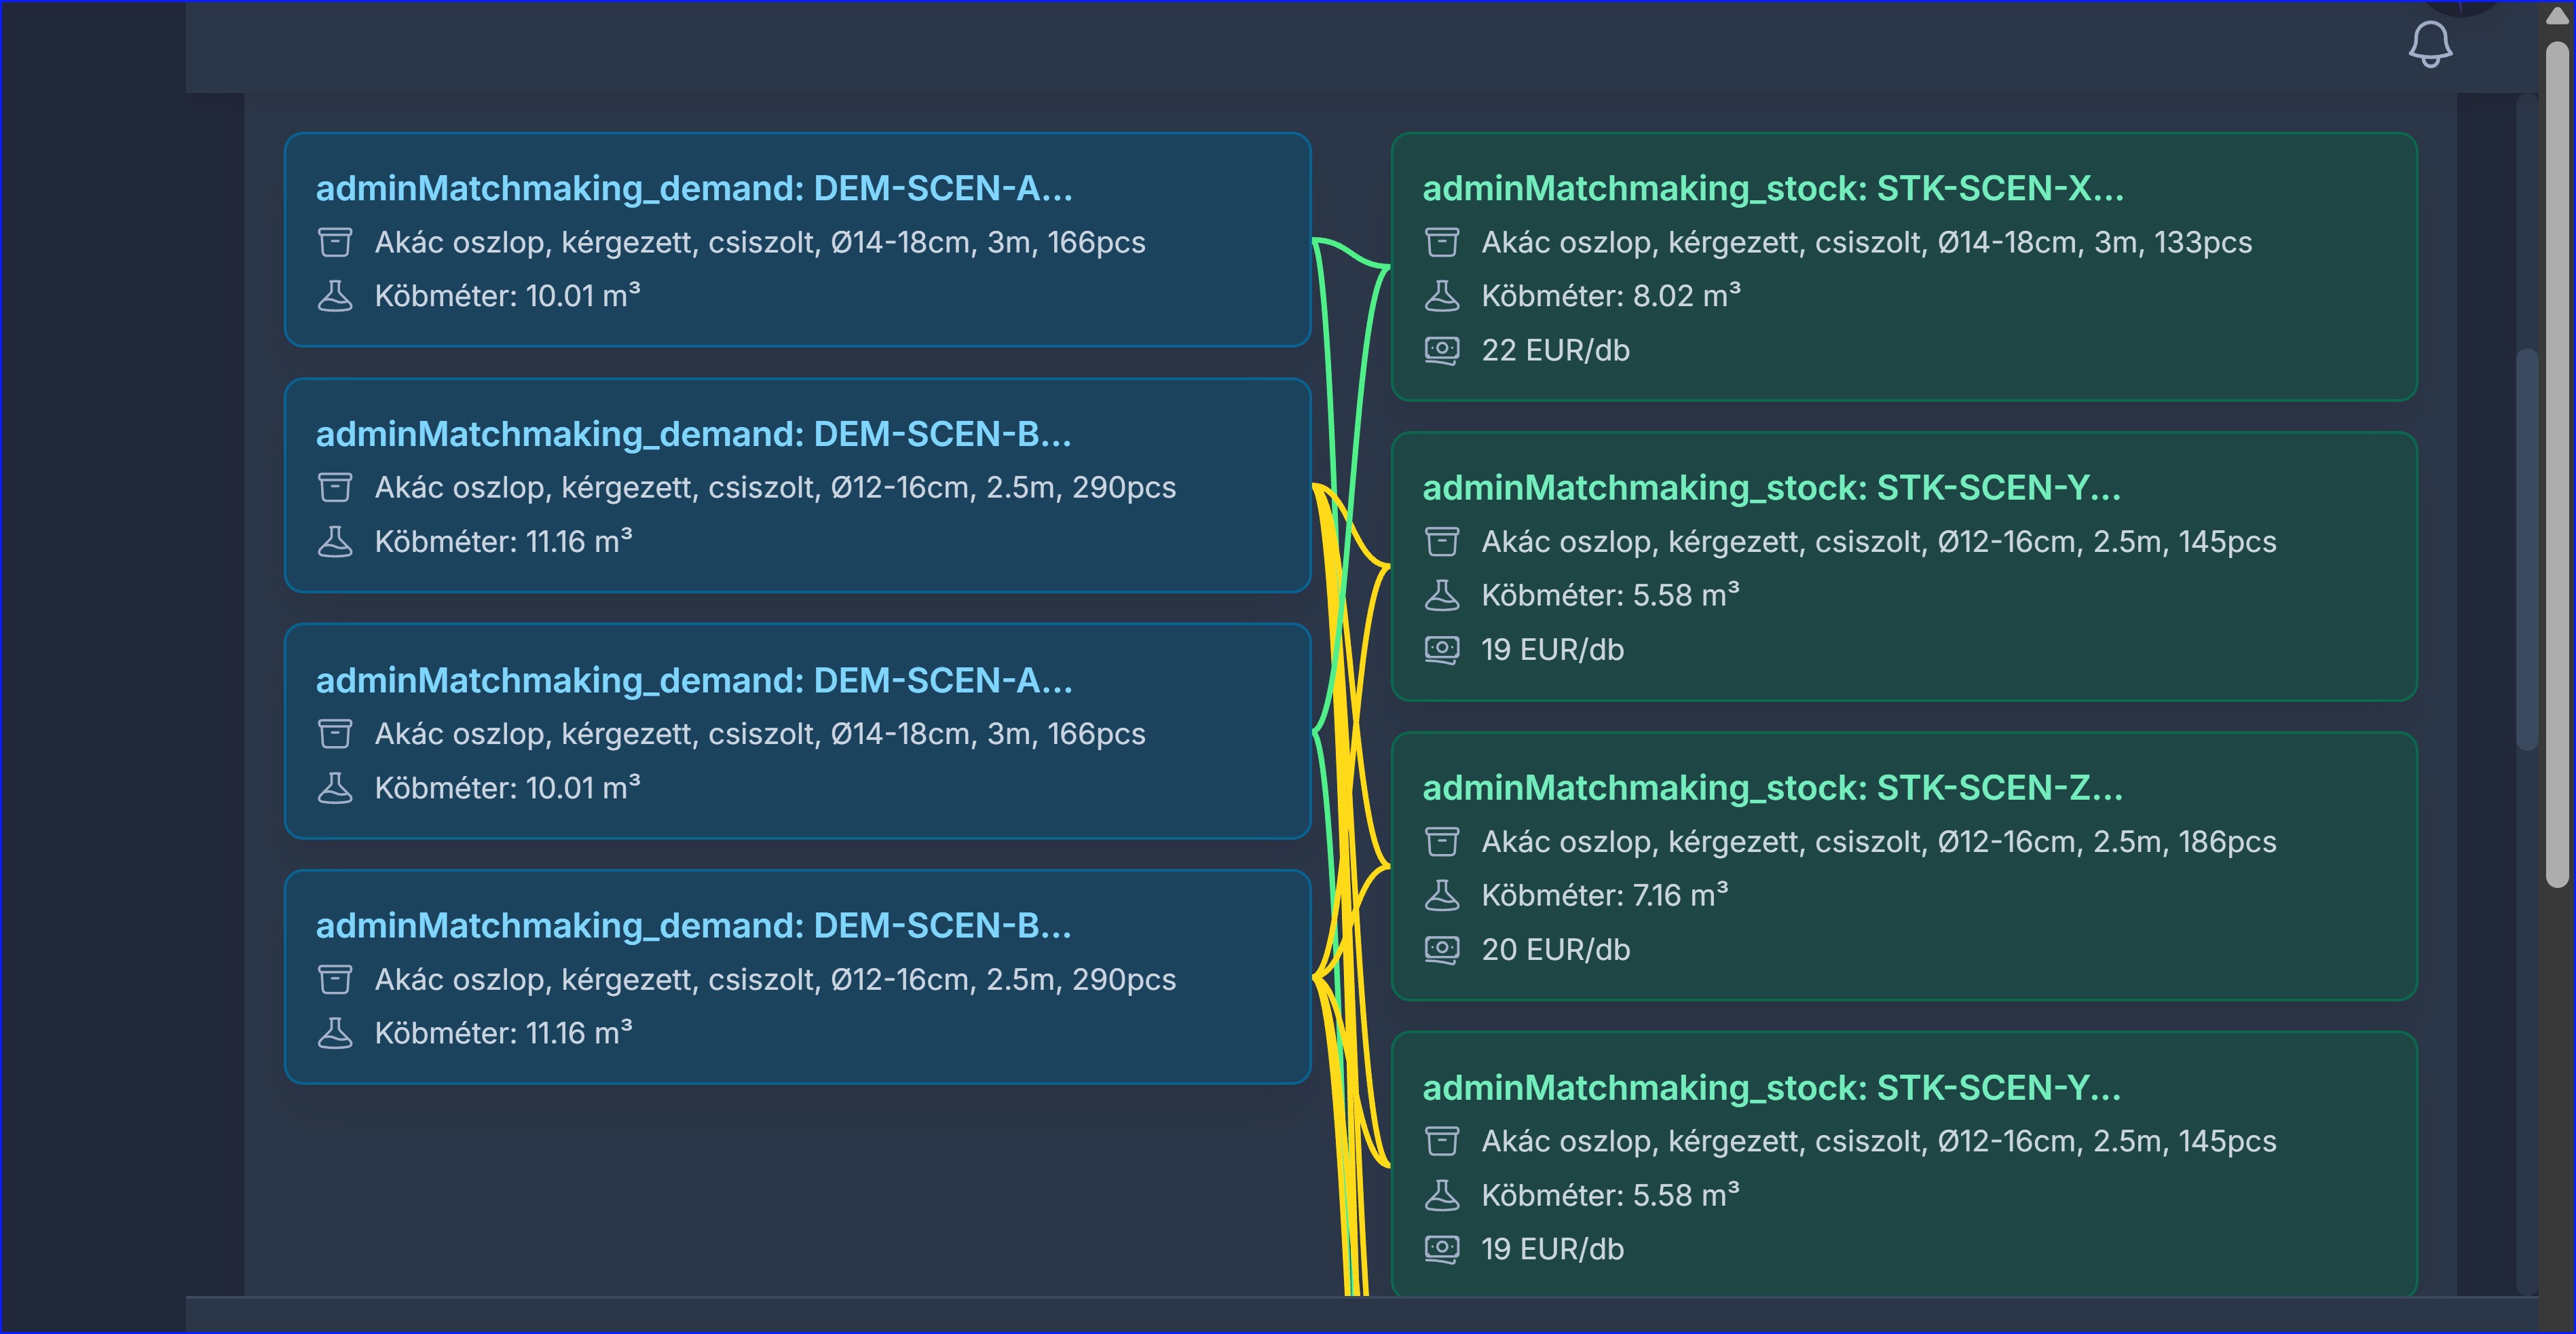 adminMatchmaking_demand: DEM-SCEN-A...
Akác oszlop, kérgezett, csiszolt, Ø14-18cm, 3m, 166pcs
Köbméter: 10.01 m³
adminMatchmaking_demand: DEM-SCEN-B...
Akác oszlop, kérgezett, csiszolt, Ø12-16cm, 2.5m, 290pcs
Köbméter: 11.16 m³
adminMatchmaking_demand: DEM-SCEN-A...
Akác oszlop, kérgezett, csiszolt, Ø14-18cm, 3m, 166pcs
Köbméter: 10.01 m³
adminMatchmaking_demand: DEM-SCEN-B...
Akác oszlop, kérgezett, csiszolt, Ø12-16cm, 2.5m, 290pcs
Köbméter: 11.16 m³
adminMatchmaking_stock: STK-SCEN-X...
Akác oszlop, kérgezett, csiszolt, Ø14-18cm, 3m, 133pcs
Köbméter: 8.02 m³
22 EUR/db
adminMatchmaking_stock: STK-SCEN-Y...
Akác oszlop, kérgezett, csiszolt, Ø12-16cm, 2.5m, 145pcs
Köbméter: 5.58 m³
19 EUR/db
adminMatchmaking_stock: STK-SCEN-Z...
Akác oszlop, kérgezett, csiszolt, Ø12-16cm, 2.5m, 186pcs
Köbméter: 7.16 m³
20 EUR/db
adminMatchmaking_stock: STK-SCEN-Y...
Akác oszlop, kérgezett, csiszolt, Ø12-16cm, 2.5m, 145pcs
Köbméter: 5.58 m³
19 EUR/db